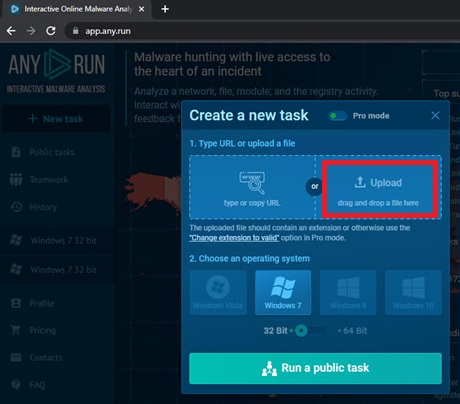 Interactive Online Malware Analy
app.any.run
ANY RUN
INTERACTIVE MALWARE ANALYSIS
Malware hunting with live access to
the heart of an incident
Analyze a network, file, module, and the registry activity.
Interact wi
feedback f
+ New task
Public tasks
Teamwork
History
Windows 7 32 bit
Windows 7 32 bit
Profile
Pricing
Contacts
FAQ
Top su
Create a new task
Pro mode
1. Type URL or upload a file
www
type or copy URL
or
Upload
drag and drop a file here
The uploaded file should contain an extension or otherwise use the
"Change extension to valid" option in Pro mode.
2. Choose an operating system
Windows Vista
Windows 7
Windows 8
Windows 10
32 Bit
64 Bit
Run a public task